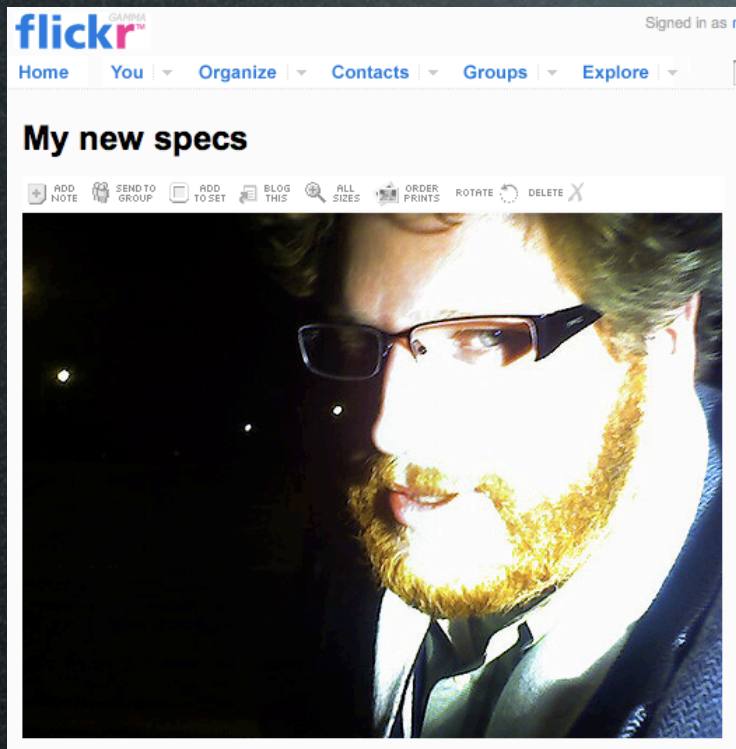 flickr™ GAMMA
Signed in as
Home You Organize Contacts Groups Explore
My new specs
ADD NOTE SEND TO GROUP ADD TO SET BLOG THIS ALL SIZES ORDER PRINTS ROTATE DELETE